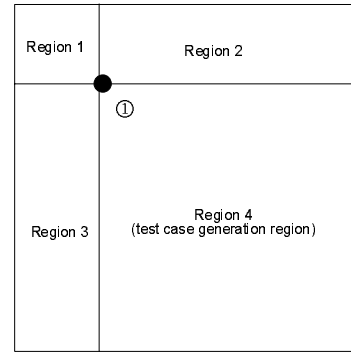 Region 1
Region 2
①
Region 3
Region 4
(test case generation region)